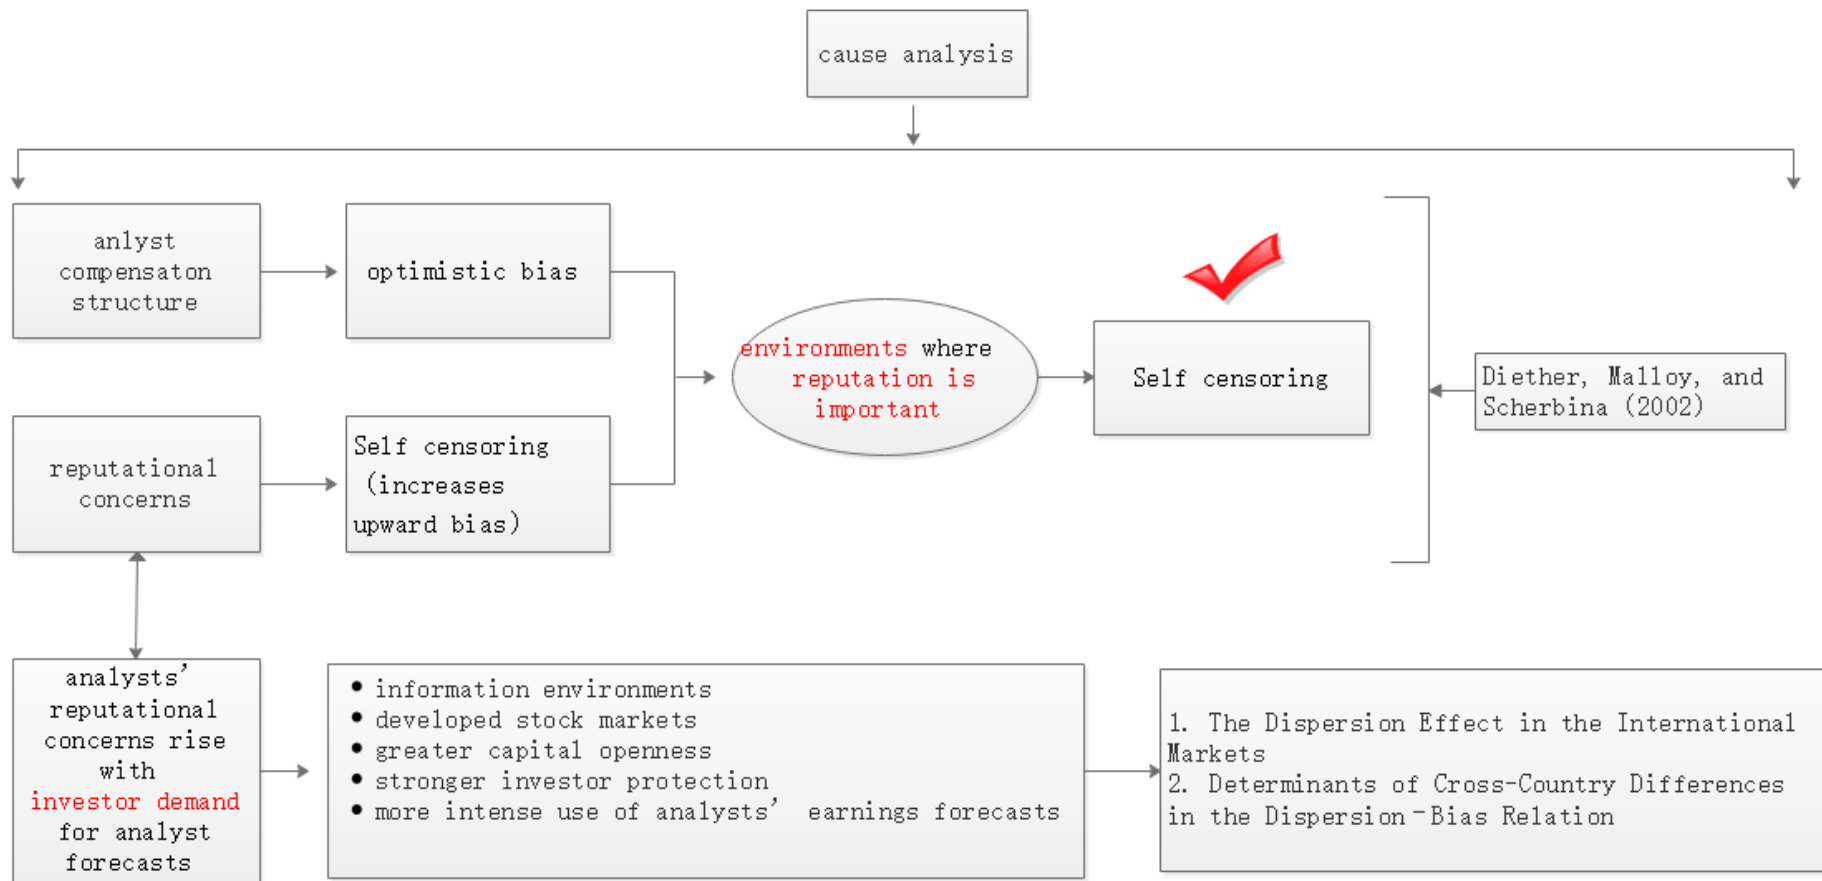 cause analysis
anlyst
compensaton
structure
optimistic bias
environments where
reputation is
important
Self censoring
Diether, Malloy, and
Scherbina (2002)
reputational
concerns
Self censoring
(increases
upward bias)
analysts'
reputational
concerns rise
with
investor demand
for analyst
forecasts
• information environments
• developed stock markets
• greater capital openness
• stronger investor protection
• more intense use of analysts' earnings forecasts
1. The Dispersion Effect in the International
Markets
2. Determinants of Cross-Country Differences
in the Dispersion-Bias Relation